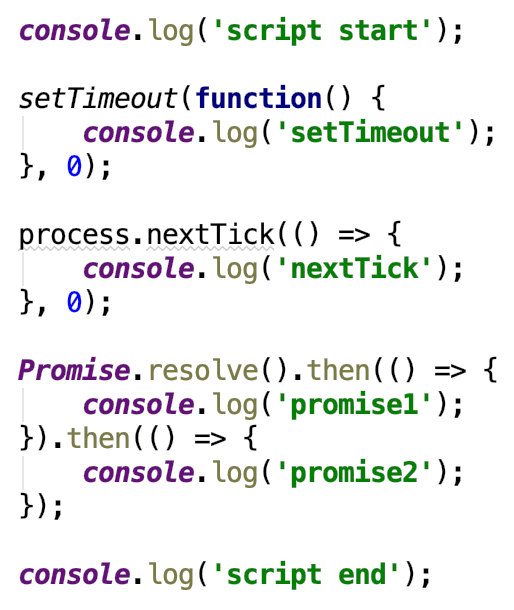 console.log('script start');
setTimeout(function() {
    console.log('setTimeout');
}, 0);
process.nextTick(() => {
    console.log('nextTick');
}, 0);
Promise.resolve().then(() => {
    console.log('promise1');
}).then(() => {
    console.log('promise2');
});
console.log('script end');